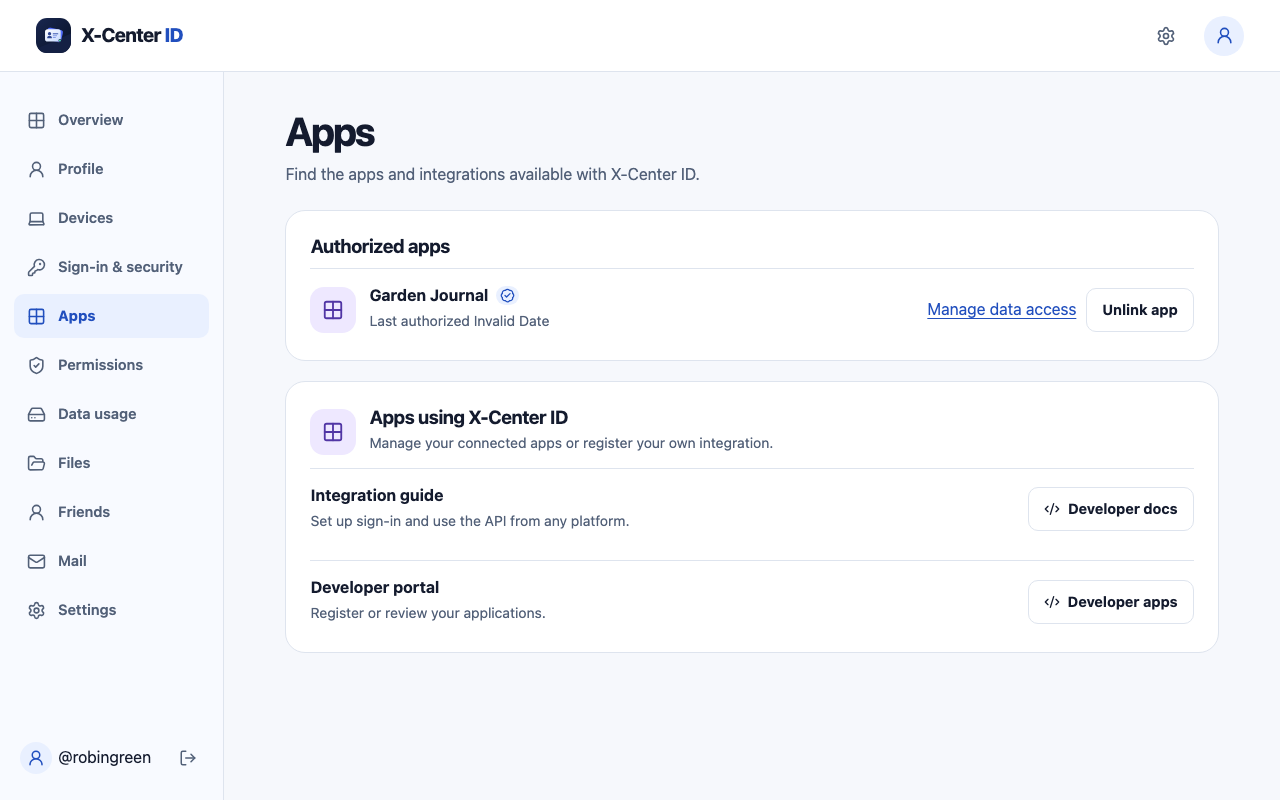 X-Center ID
Overview
Profile
Devices
Sign-in & security
Apps
Permissions
Data usage
Files
Friends
Mail
Settings
@robingreen
Apps
Find the apps and integrations available with X-Center ID.
Authorized apps
Garden Journal
Last authorized Invalid Date
Manage data access
Unlink app
Apps using X-Center ID
Manage your connected apps or register your own integration.
Integration guide
Set up sign-in and use the API from any platform.
Developer docs
Developer portal
Register or review your applications.
Developer apps